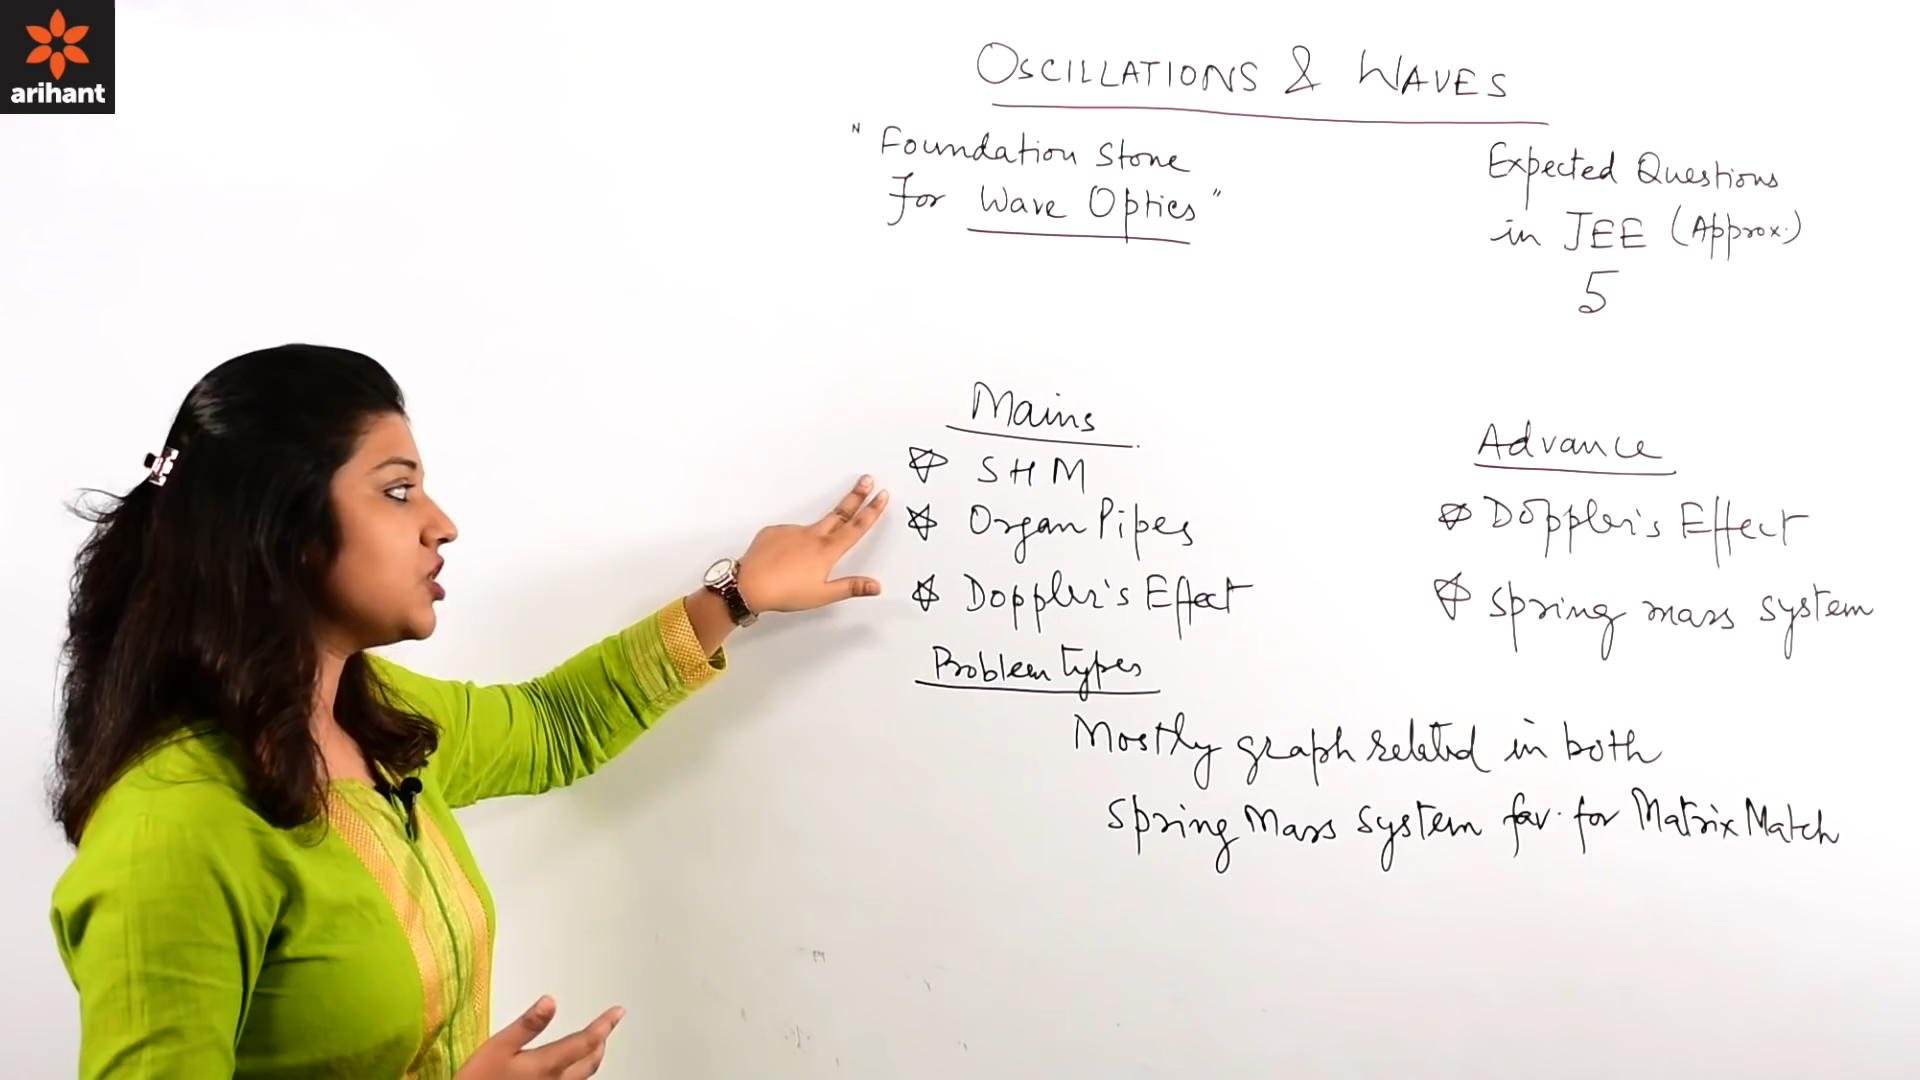 arihant
OSCILLATIONS & WAVES
"Foundation Stone
for Wave Optics"
Expected Questions
in JEE (Approx.)
5
Mains
SHM
Organ Pipes
Doppler's Effect
Advance
Doppler's Effect
Spring mass system
Problem types
Mostly graph related in both
Spring Mass System fav. for Matrix Match